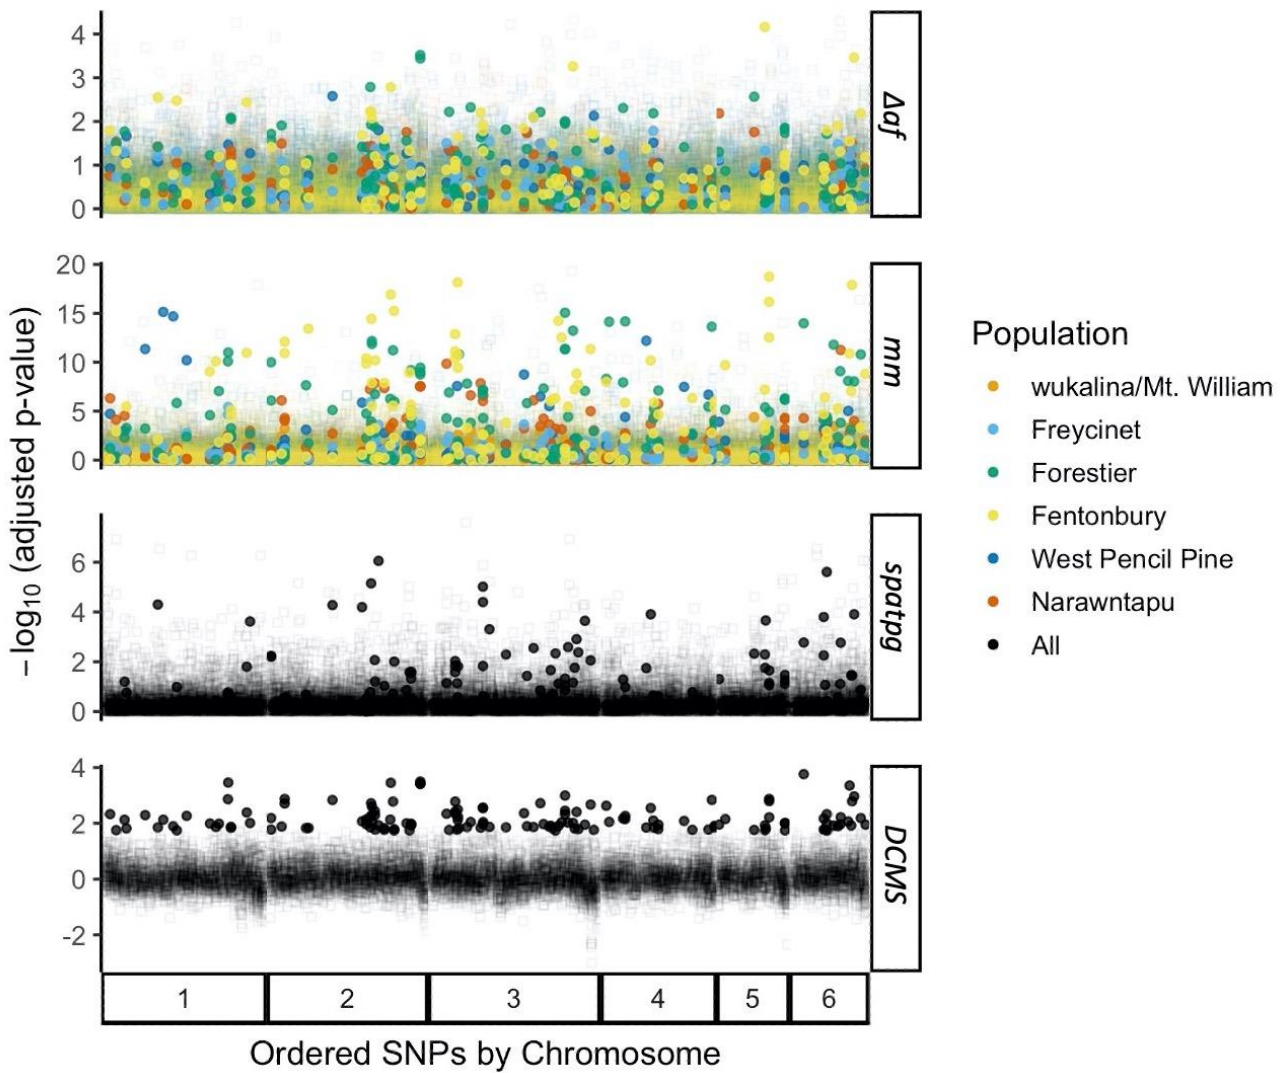 4
3
2
1
0
Δaf
20
15
10
5
0
mm
6
4
2
0
spatpg
4
2
0
-2
DCMS
−log10 (adjusted p-value)
1 2 3 4 5 6
Ordered SNPs by Chromosome
Population
wukalina/Mt. William
Freycinet
Forestier
Fentonbury
West Pencil Pine
Narawntapu
All